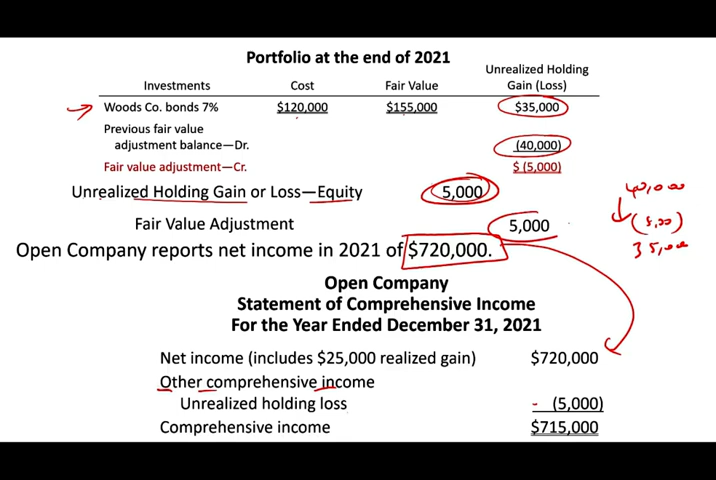 Portfolio at the end of 2021
Unrealized Holding
Investments Cost Fair Value Gain (Loss)
Woods Co. bonds 7% $120,000 $155,000 $35,000
Previous fair value
adjustment balance—Dr. (40,000)
Fair value adjustment—Cr. $ (5,000)
Unrealized Holding Gain or Loss—Equity 5,000
40,000
Fair Value Adjustment 5,000
35,000
Open Company reports net income in 2021 of $720,000.
Open Company
Statement of Comprehensive Income
For the Year Ended December 31, 2021
Net income (includes $25,000 realized gain) $720,000
Other comprehensive income
Unrealized holding loss - (5,000)
Comprehensive income $715,000